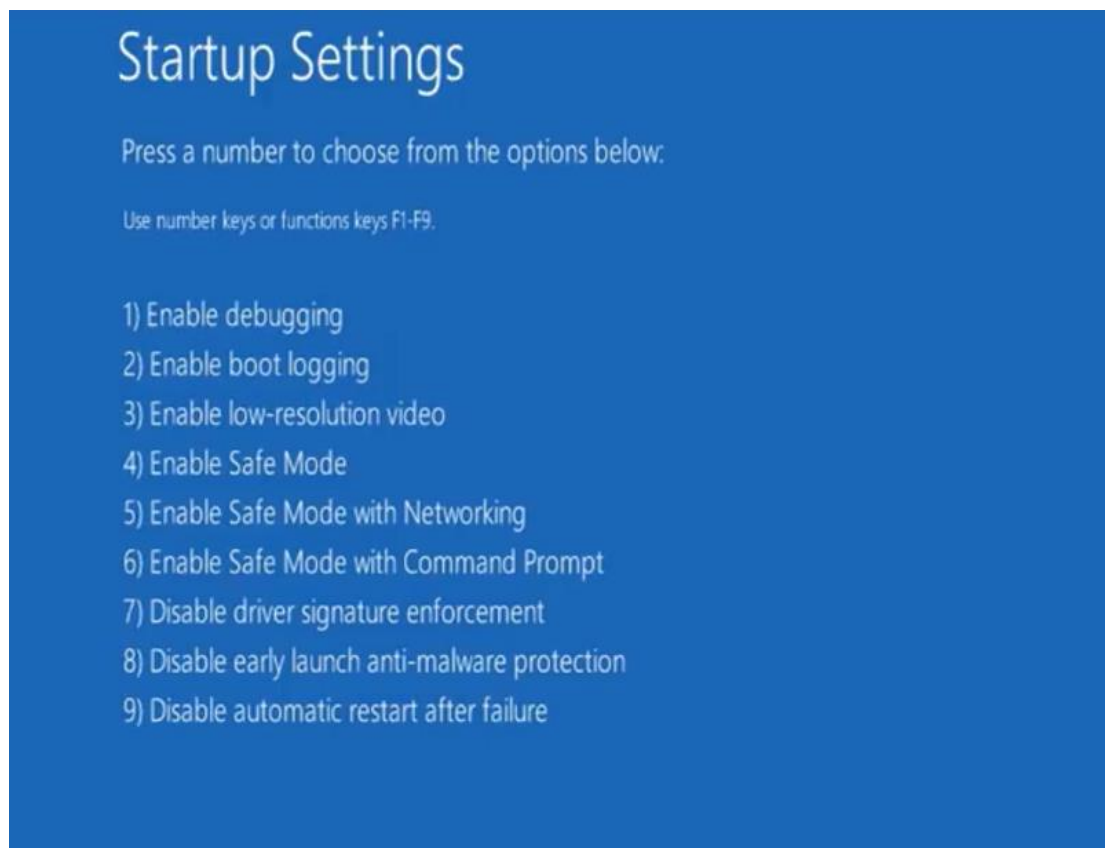 Startup Settings
Press a number to choose from the options below:
Use number keys or functions keys F1-F9.
1) Enable debugging
2) Enable boot logging
3) Enable low-resolution video
4) Enable Safe Mode
5) Enable Safe Mode with Networking
6) Enable Safe Mode with Command Prompt
7) Disable driver signature enforcement
8) Disable early launch anti-malware protection
9) Disable automatic restart after failure